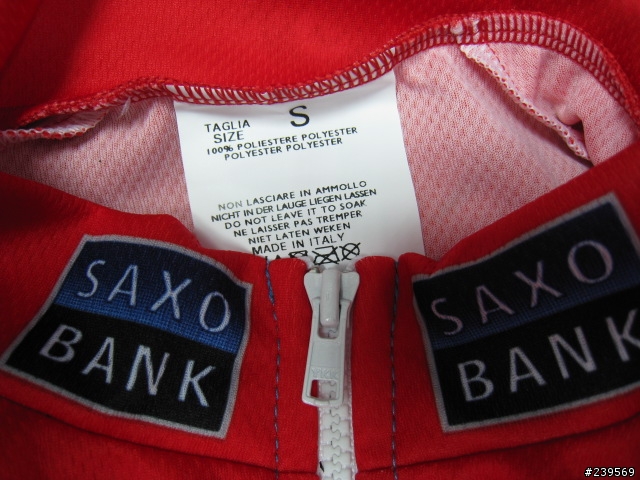 TAGLIA
SIZE
S
100% POLIESTERE POLYESTER
POLYESTER POLYESTER
NON LASCIARE IN AMMOLLO
NICHT IN DER LAUGE LIEGEN LASSEN
DO NOT LEAVE IT TO SOAK
NE LAISSER PAS TREMPER
NIET LATEN WEKEN
MADE IN ITALY
SAXO
BANK
SAXO
BANK
#239569